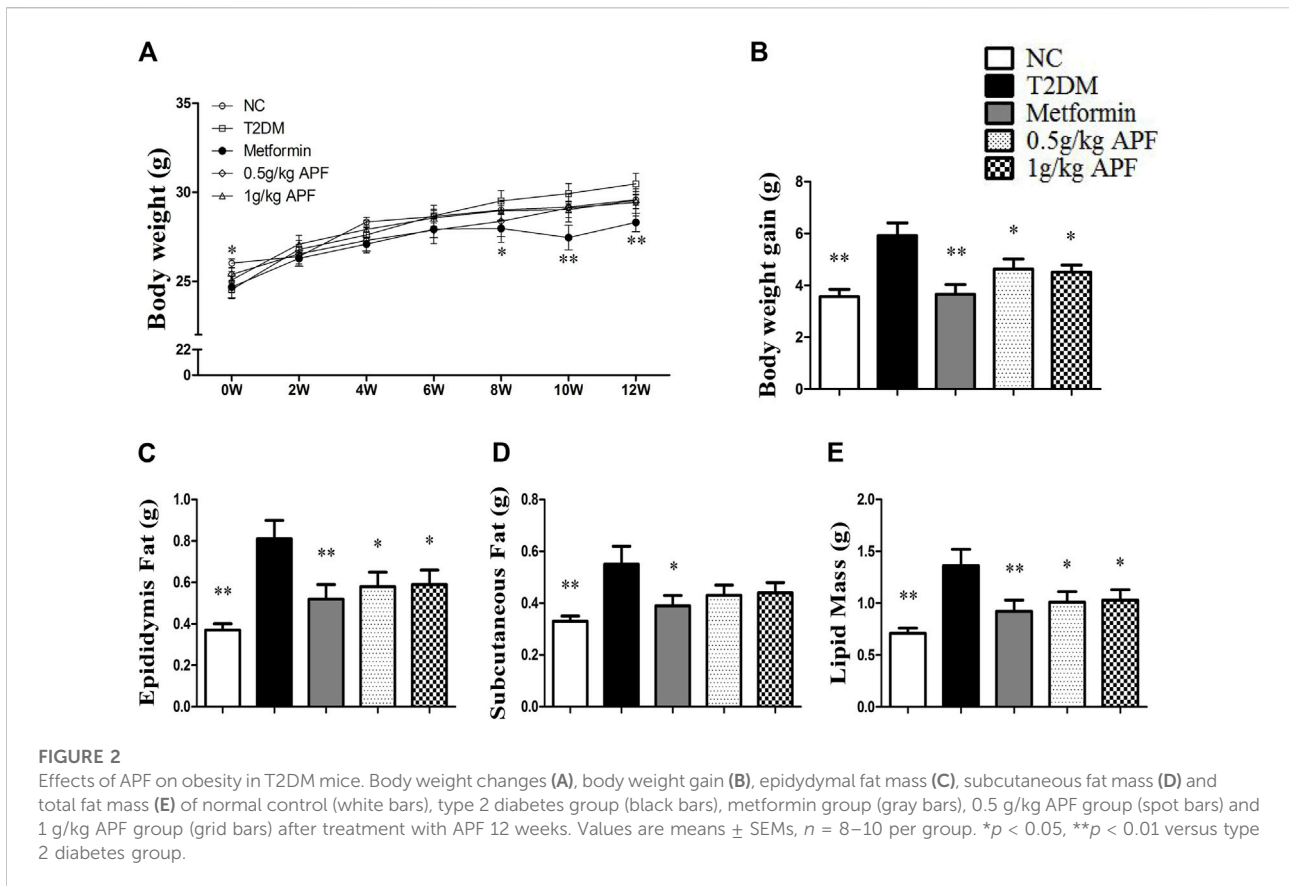 A
35
30
25
22
0
Body weight (g)
NC
T2DM
Metformin
0.5g/kg APF
1g/kg APF
*
*
**
**
0W
2W
4W
6W
8W
10W
12W
B
NC
T2DM
Metformin
0.5g/kg APF
1g/kg APF
8
6
4
2
0
Body weight gain (g)
**
**
*
*
C
1.0
0.8
0.6
0.4
0.2
0.0
Epididymis Fat (g)
**
**
*
*
D
0.8
0.6
0.4
0.2
0.0
Subcutaneous Fat (g)
**
*
E
2.0
1.5
1.0
0.5
0.0
Lipid Mass (g)
**
**
*
*
FIGURE 2
Effects of APF on obesity in T2DM mice. Body weight changes (A), body weight gain (B), epidydymal fat mass (C), subcutaneous fat mass (D) and
total fat mass (E) of normal control (white bars), type 2 diabetes group (black bars), metformin group (gray bars), 0.5 g/kg APF group (spot bars) and
1 g/kg APF group (grid bars) after treatment with APF 12 weeks. Values are means ± SEMs, n = 8–10 per group. *p < 0.05, **p < 0.01 versus type
2 diabetes group.